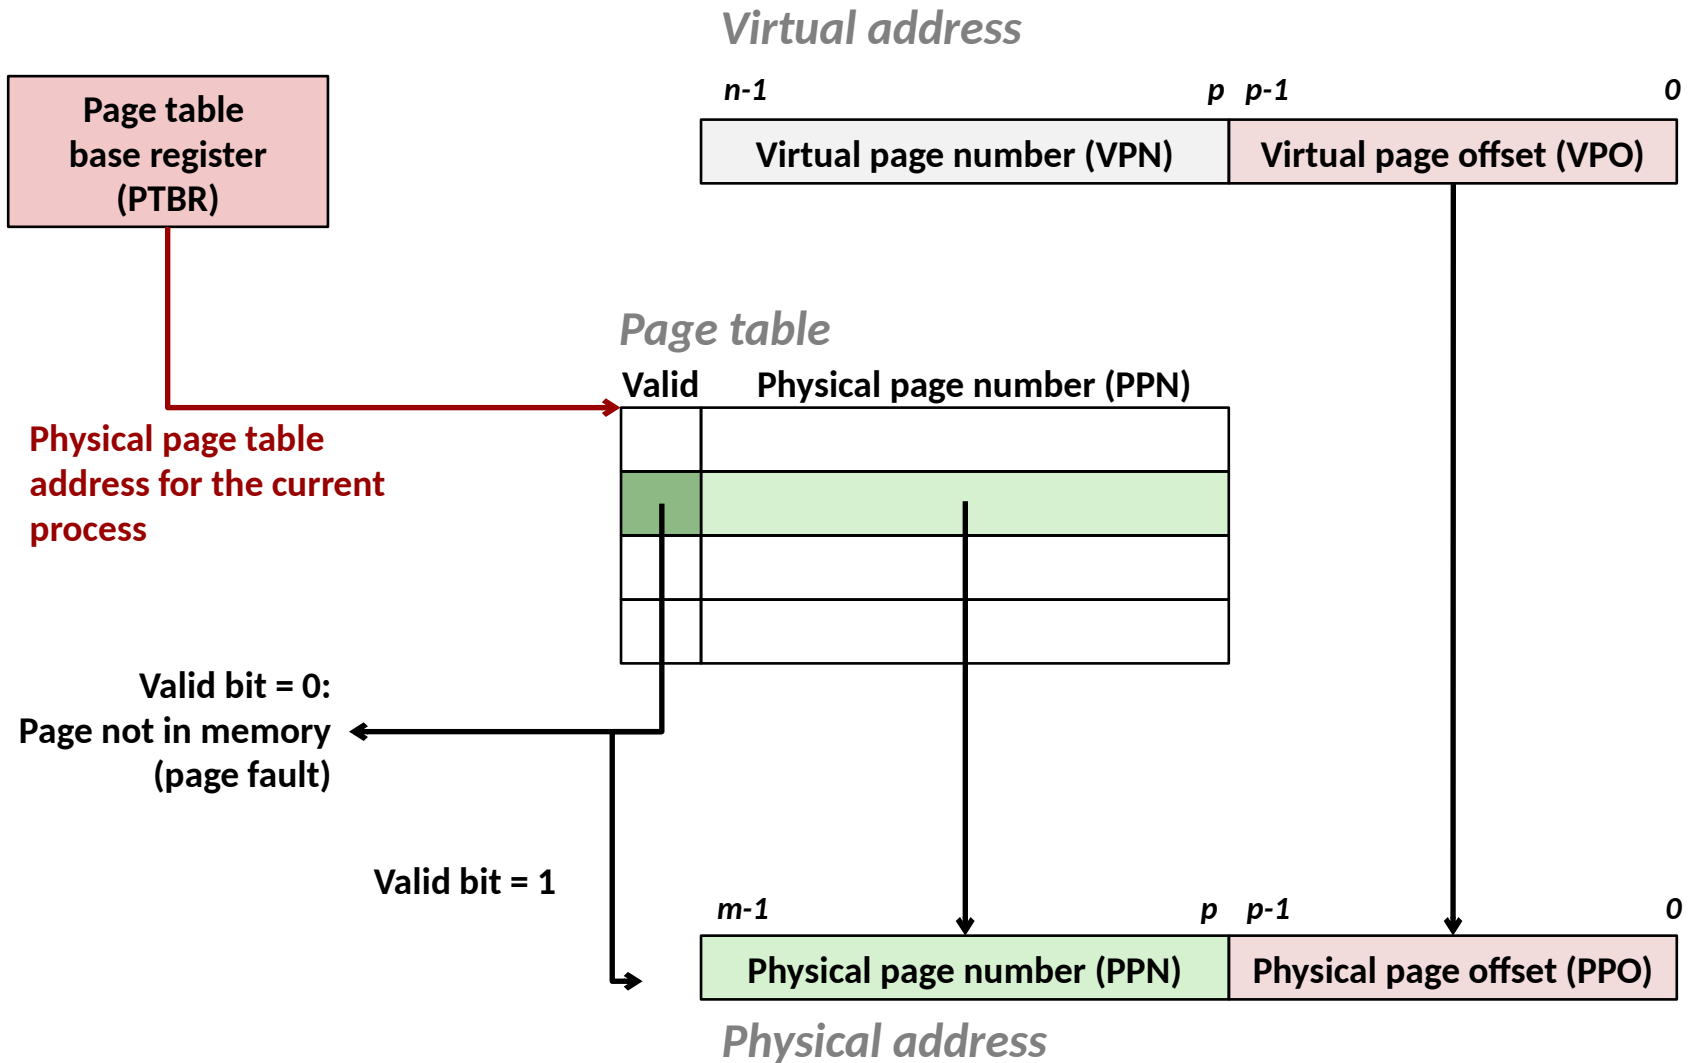 Virtual address
n-1 p p-1 0
Page table
base register
(PTBR)
Virtual page number (VPN) Virtual page offset (VPO)
Page table
Valid Physical page number (PPN)
Physical page table
address for the current
process
Valid bit = 0:
Page not in memory
(page fault)
Valid bit = 1
m-1 p p-1 0
Physical page number (PPN) Physical page offset (PPO)
Physical address